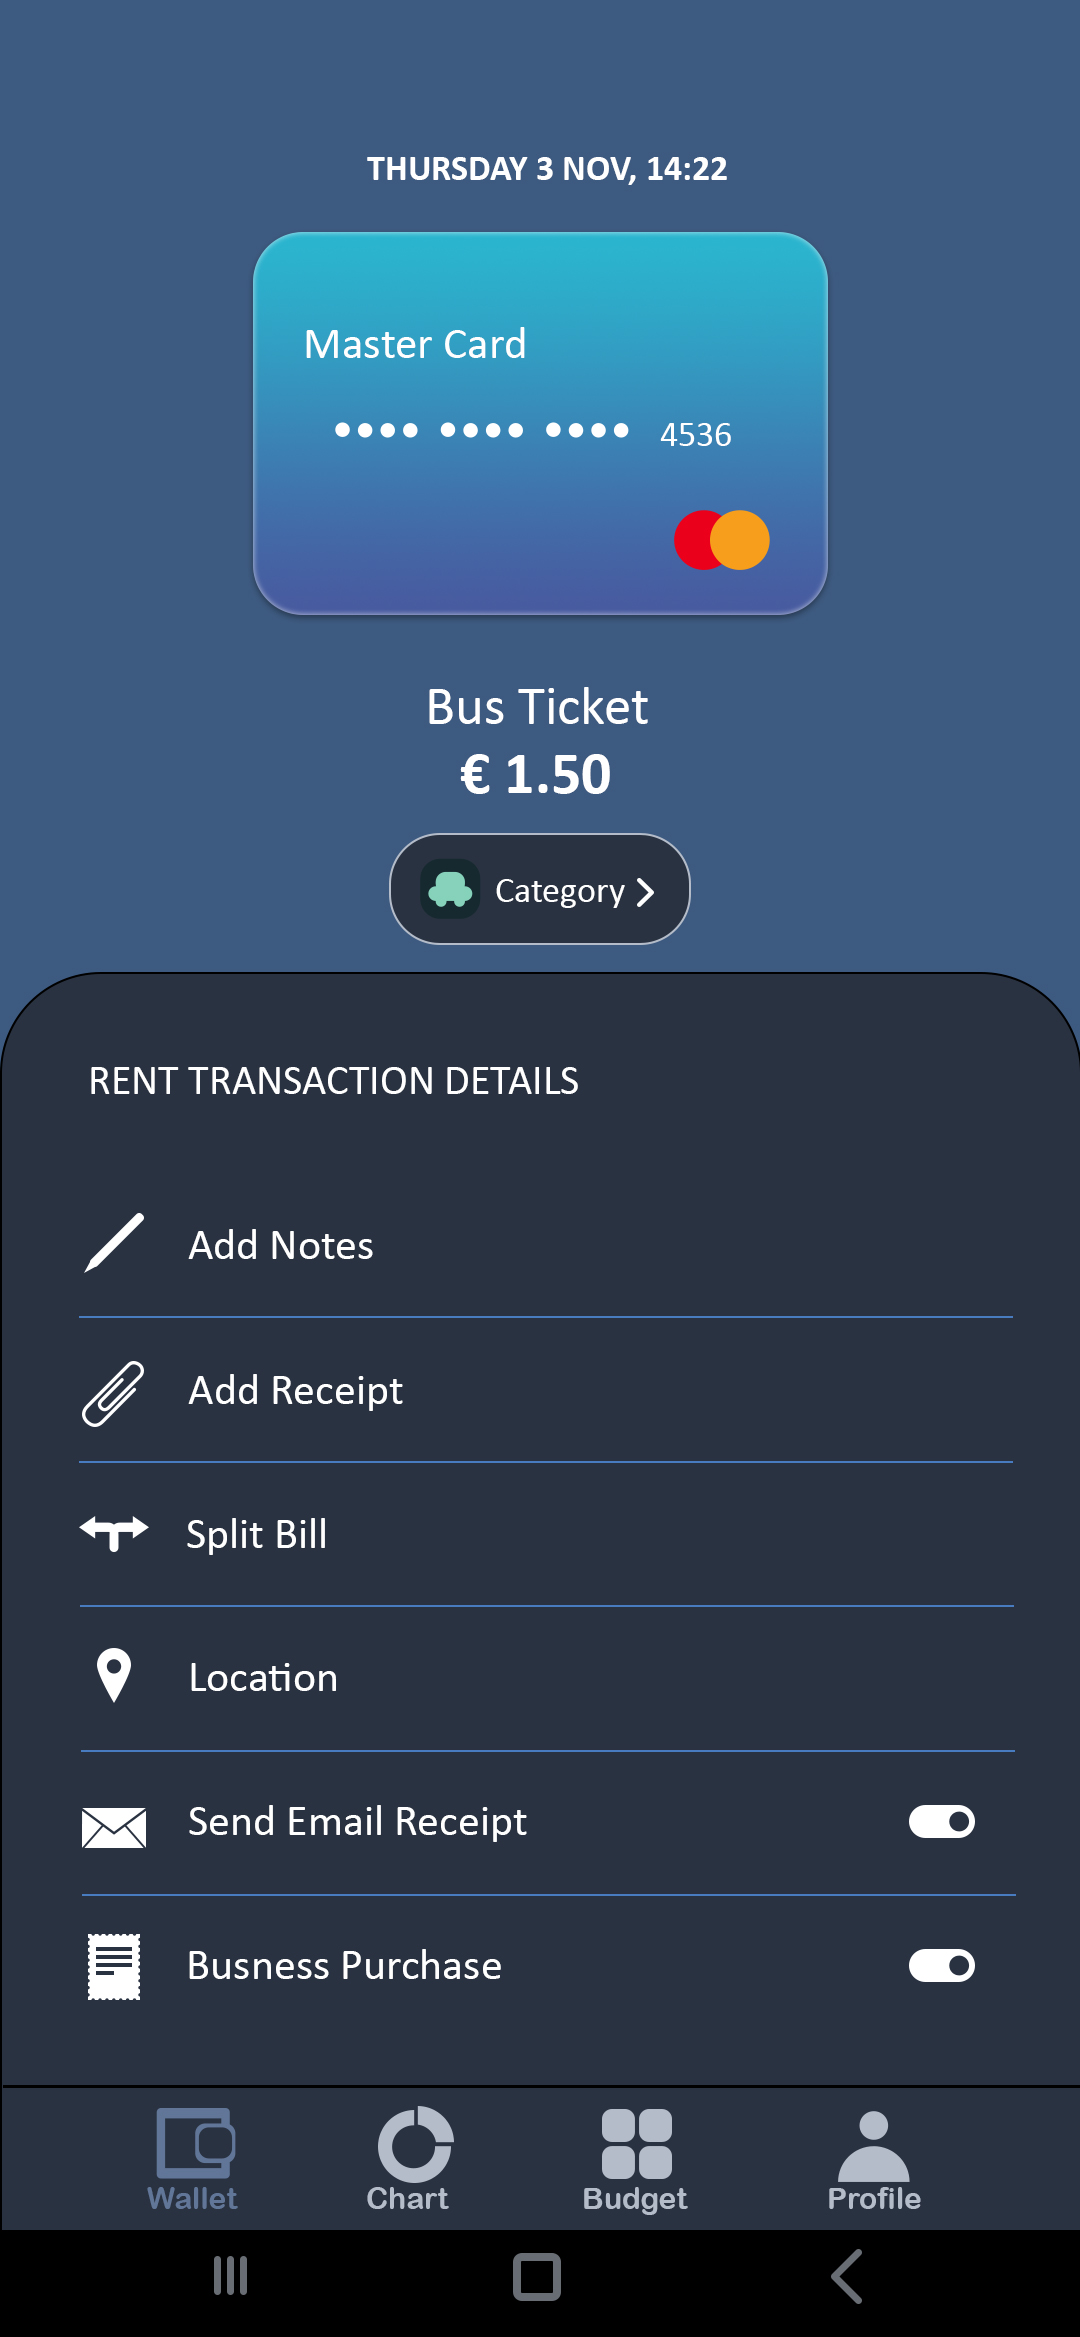 THURSDAY 3 NOV, 14:22
Master Card
•••• •••• •••• 4536
Bus Ticket
€ 1.50
Category
RENT TRANSACTION DETAILS
Add Notes
Add Receipt
Split Bill
Location
Send Email Receipt
Busness Purchase
Wallet Chart Budget Profile